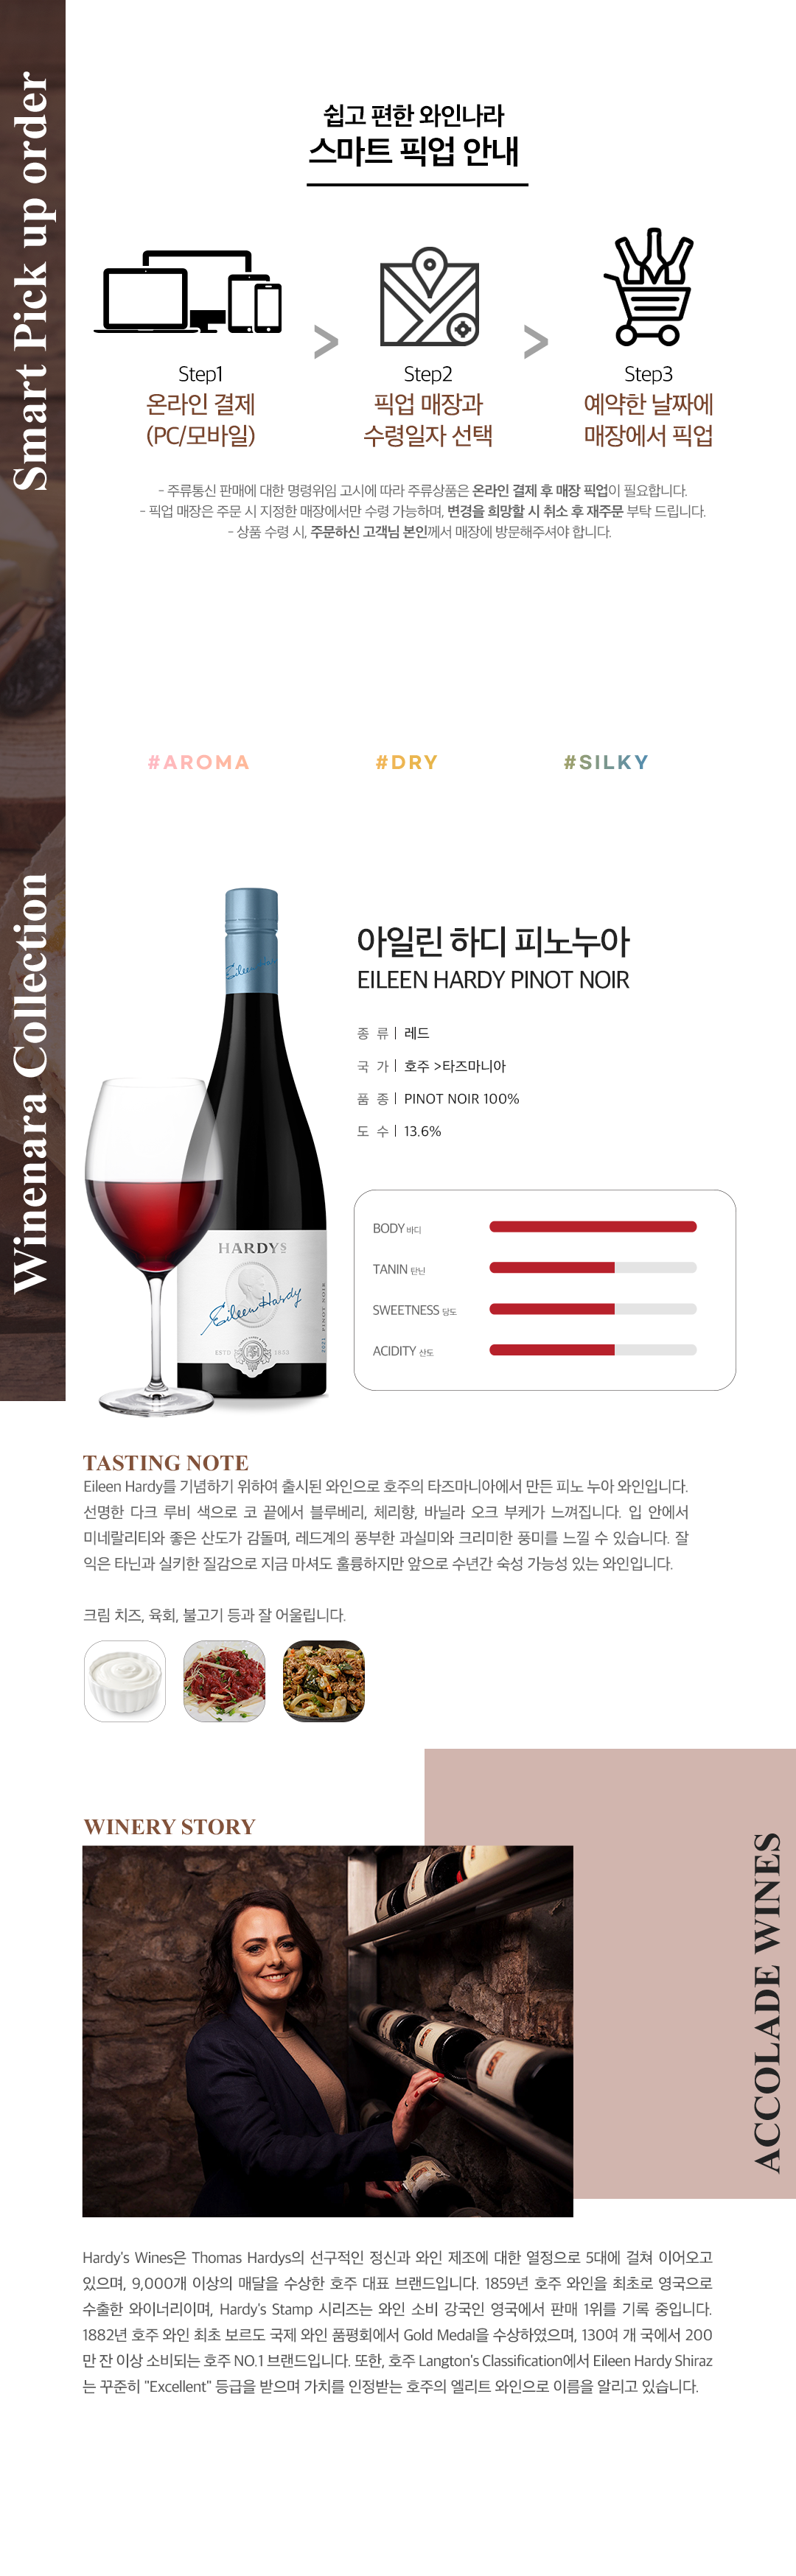 Smart Pick up order
쉽고 편한 와인나라
스마트 픽업 안내
Step1
온라인 결제
(PC/모바일)
>
Step2
픽업 매장과
수령일자 선택
>
Step3
예약한 날짜에
매장에서 픽업
- 주류통신 판매에 대한 명령위임 고시에 따라 주류상품은 온라인 결제 후 매장 픽업이 필요합니다.
- 픽업 매장은 주문 시 지정한 매장에서만 수령 가능하며, 변경을 희망할 시 취소 후 재주문 부탁 드립니다.
- 상품 수령 시, 주문하신 고객님 본인께서 매장에 방문해주셔야 합니다.
#AROMA
#DRY
#SILKY
Winenara Collection
Eileen Hardy
HARDYS
Eileen Hardy
ESTD 1853
2021 PINOT NOIR
아일린 하디 피노누아
EILEEN HARDY PINOT NOIR
종 류 | 레드
국 가 | 호주 >타즈마니아
품 종 | PINOT NOIR 100%
도 수 | 13.6%
BODY 바디
TANIN 탄닌
SWEETNESS 당도
ACIDITY 산도
TASTING NOTE
Eileen Hardy를 기념하기 위하여 출시된 와인으로 호주의 타즈마니아에서 만든 피노 누아 와인입니다.
선명한 다크 루비 색으로 코 끝에서 블루베리, 체리향, 바닐라 오크 부케가 느껴집니다. 입 안에서
미네랄리티와 좋은 산도가 감돌며, 레드계의 풍부한 과실미와 크리미한 풍미를 느낄 수 있습니다. 잘
익은 타닌과 실키한 질감으로 지금 마셔도 훌륭하지만 앞으로 수년간 숙성 가능성 있는 와인입니다.
크림 치즈, 육회, 불고기 등과 잘 어울립니다.
WINERY STORY
ACCOLADE WINES
Hardy's Wines은 Thomas Hardys의 선구적인 정신과 와인 제조에 대한 열정으로 5대에 걸쳐 이어오고
있으며, 9,000개 이상의 매달을 수상한 호주 대표 브랜드입니다. 1859년 호주 와인을 최초로 영국으로
수출한 와이너리이며, Hardy's Stamp 시리즈는 와인 소비 강국인 영국에서 판매 1위를 기록 중입니다.
1882년 호주 와인 최초 보르도 국제 와인 품평회에서 Gold Medal을 수상하였으며, 130여 개 국에서 200
만 잔 이상 소비되는 호주 NO.1 브랜드입니다. 또한, 호주 Langton's Classification에서 Eileen Hardy Shiraz
는 꾸준히 "Excellent" 등급을 받으며 가치를 인정받는 호주의 엘리트 와인으로 이름을 알리고 있습니다.